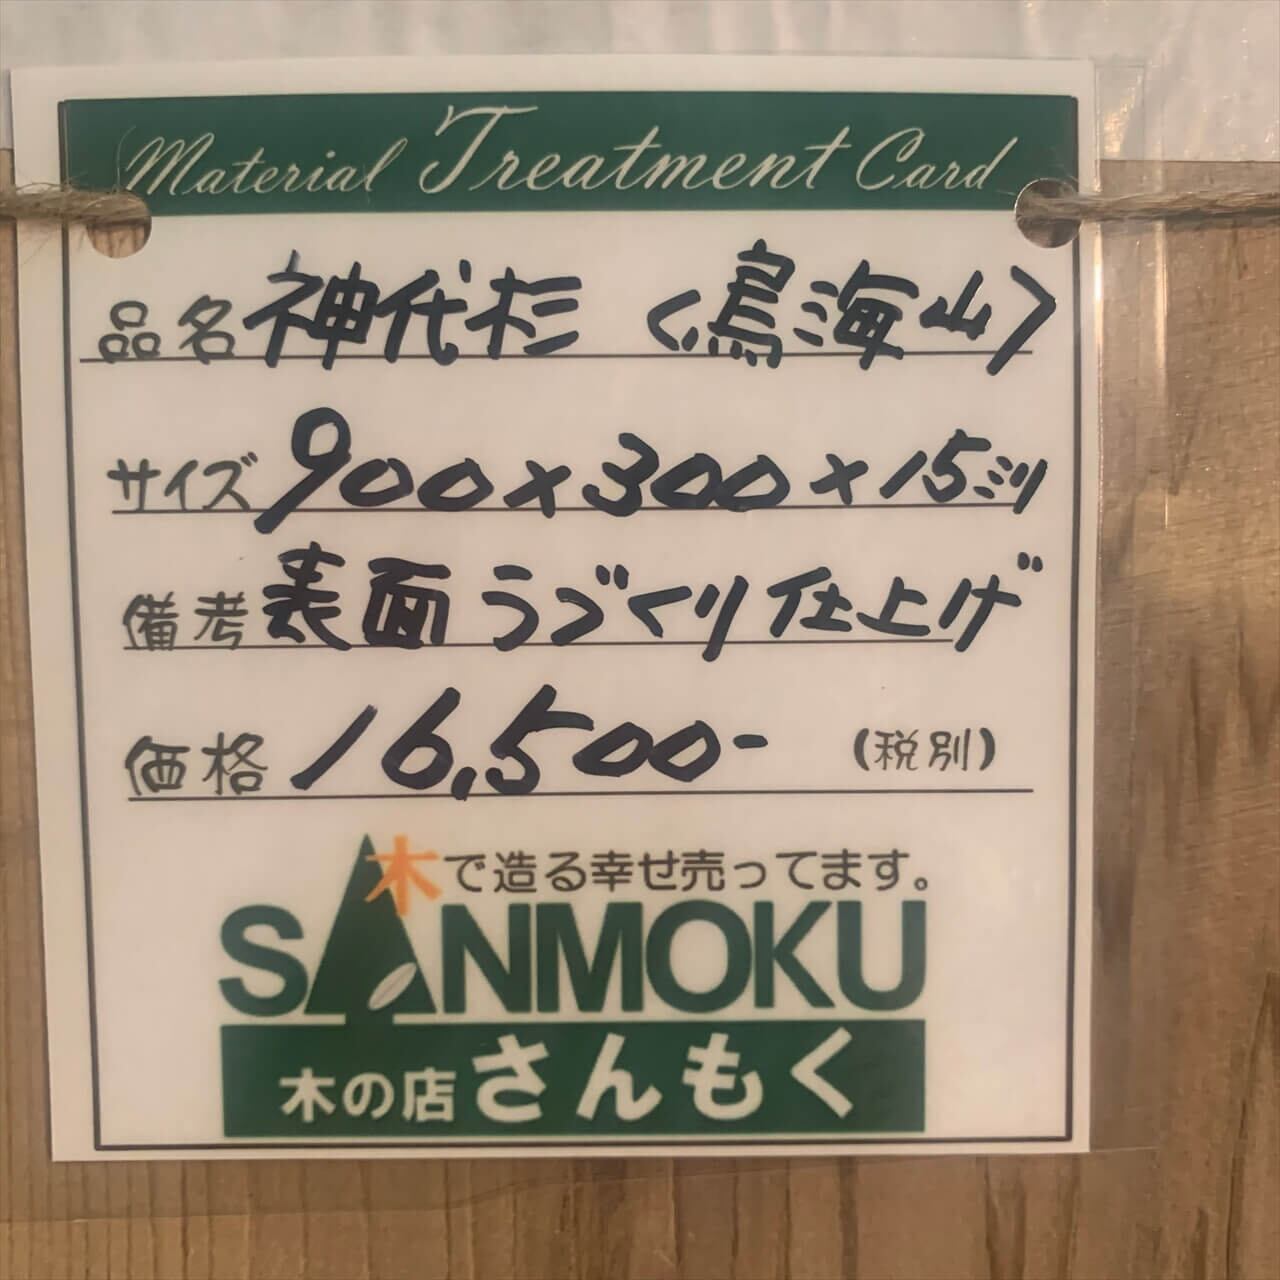 Material Treatment Card
品名 神代杉 〈鳥海山〉
サイズ 900×300×15ミリ
備考 表面うづくり仕上げ
価格 16,500- (税別)
木で造る幸せ売ってます。
SANMOKU
木の店 さんもく